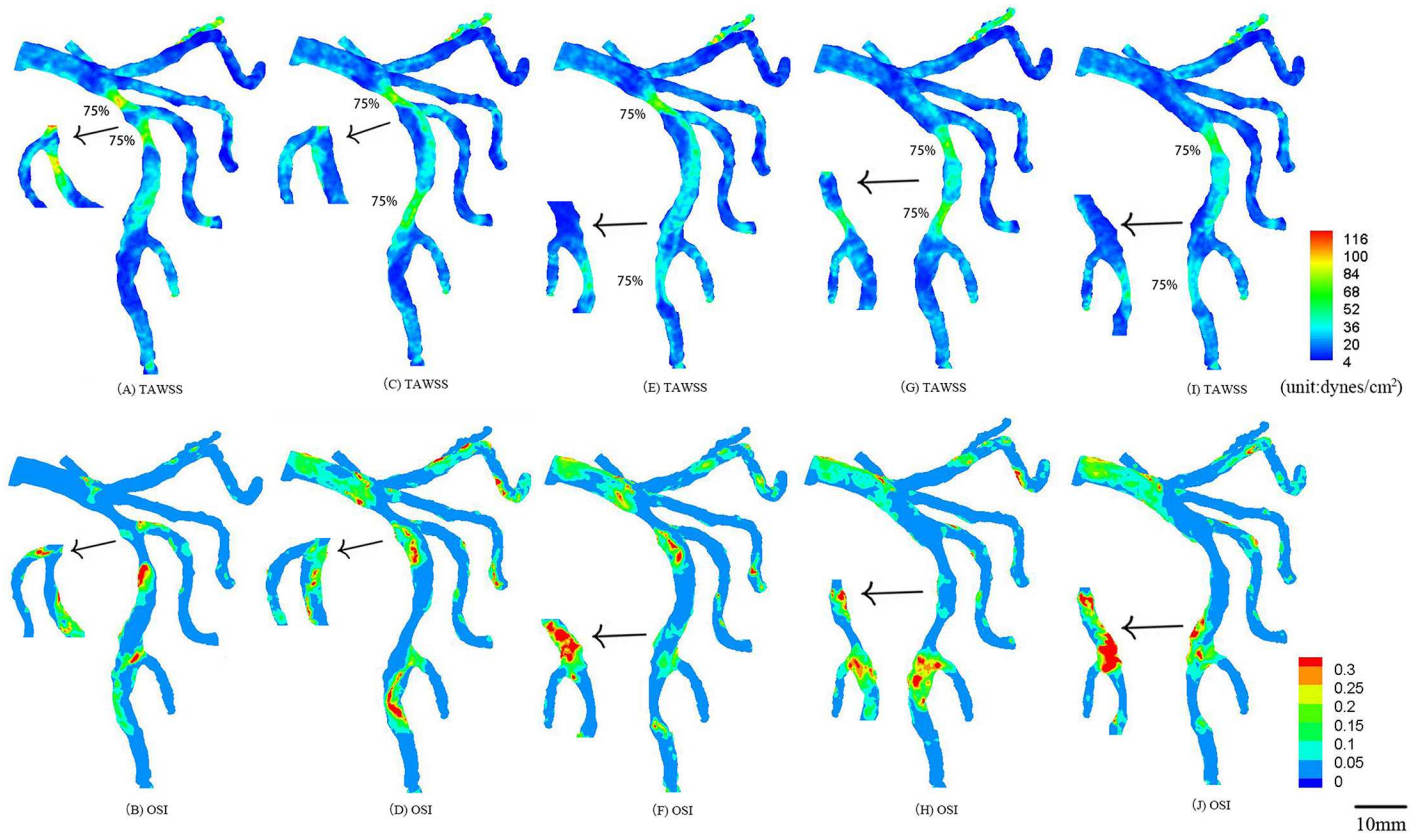 75%
75%
75%
75%
75%
75%
75%
75%
75%
75%
116
100
84
68
52
36
20
4
(A) TAWSS
(C) TAWSS
(E) TAWSS
(G) TAWSS
(I) TAWSS
(unit:dynes/cm²)
0.3
0.25
0.2
0.15
0.1
0.05
0
(B) OSI
(D) OSI
(F) OSI
(H) OSI
(J) OSI
10mm